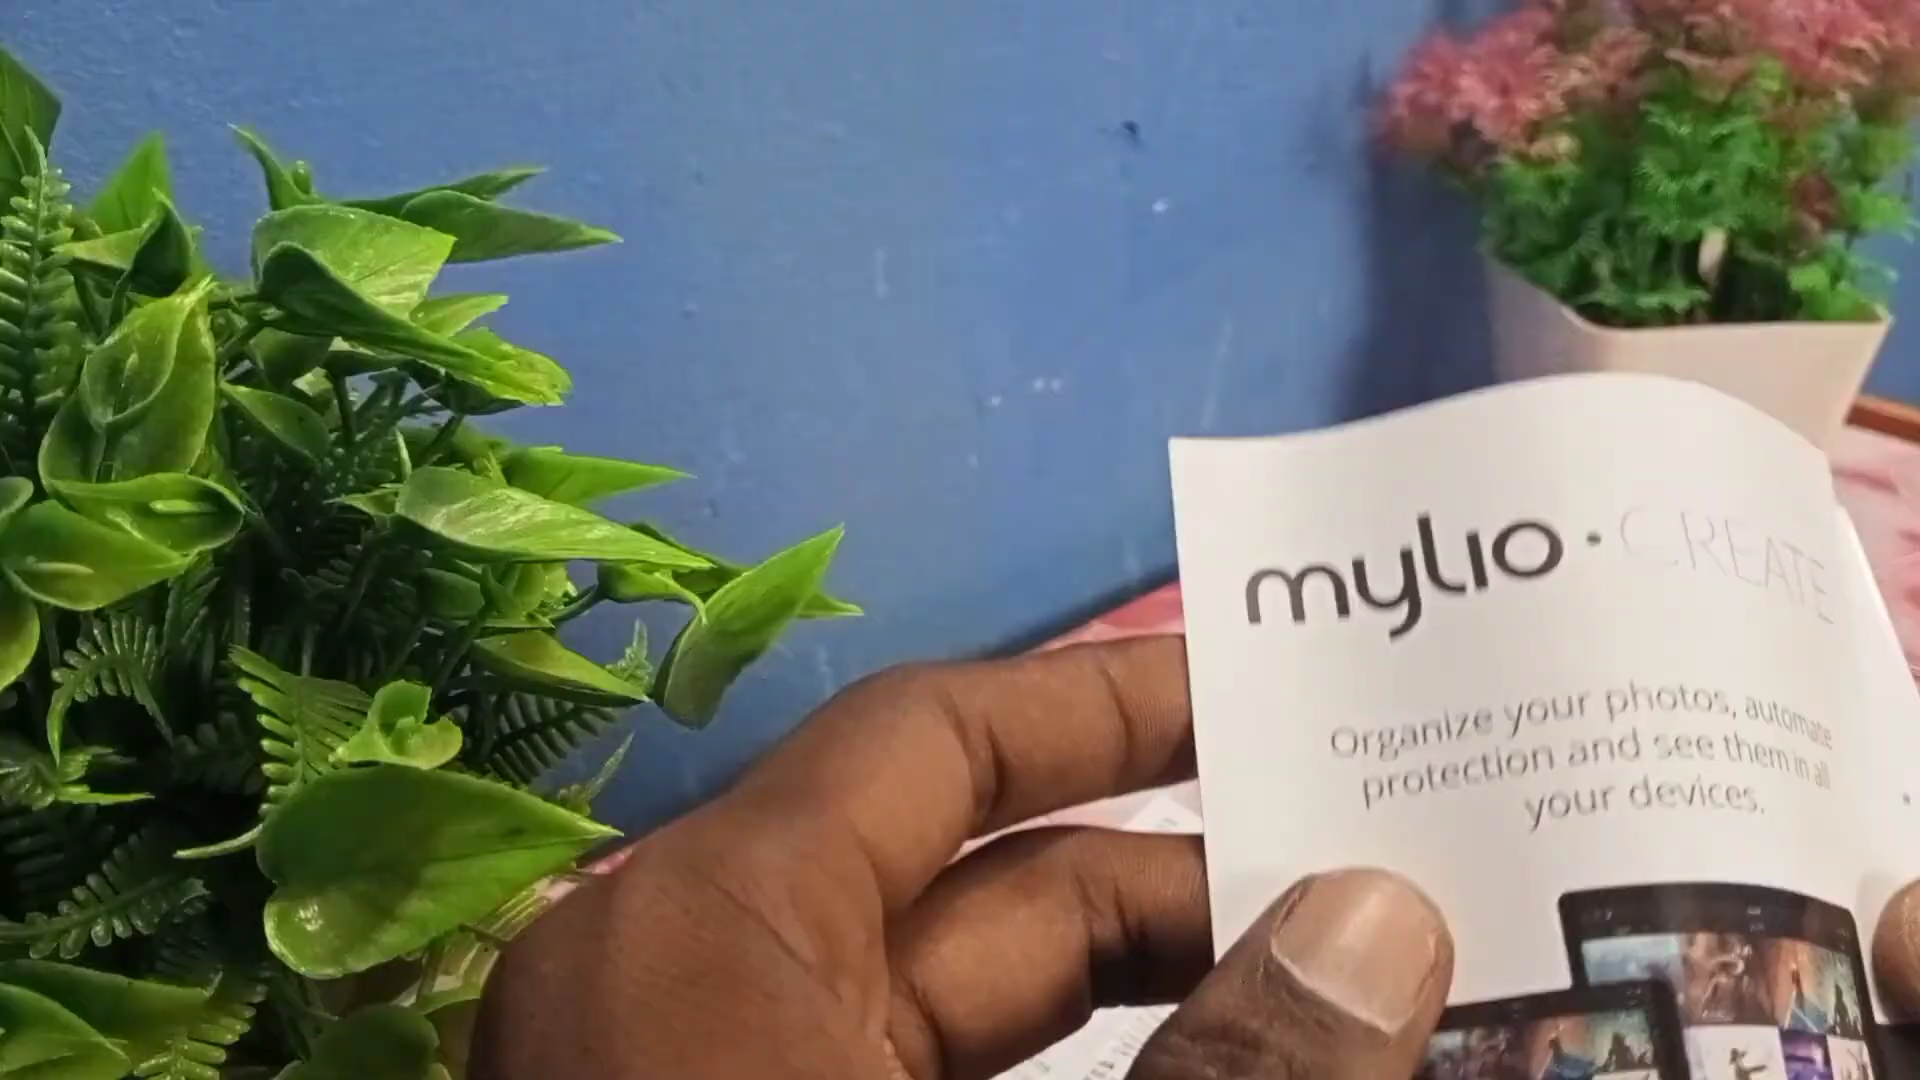 mylio · CREATE
Organize your photos, automate
protection and see them in all
your devices.